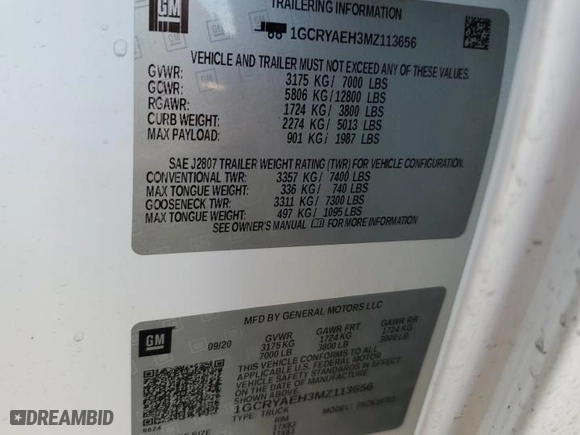 GM
TRAILERING INFORMATION
1GCRYAEH3MZ113656
VEHICLE AND TRAILER MUST NOT EXCEED ANY OF THESE VALUES.
GVWR: 3175 KG/ 7000 LBS
GCWR: 5806 KG/12800 LBS
RGAWR: 1724 KG/ 3800 LBS
CURB WEIGHT: 2274 KG/ 5013 LBS
MAX PAYLOAD: 901 KG/ 1987 LBS
SAE J2807 TRAILER WEIGHT RATING (TWR) FOR VEHICLE CONFIGURATION.
CONVENTIONAL TWR: 3357 KG/ 7400 LBS
MAX TONGUE WEIGHT: 336 KG/ 740 LBS
GOOSENECK TWR: 3311 KG/ 7300 LBS
MAX TONGUE WEIGHT: 497 KG/ 1095 LBS
SEE OWNER'S MANUAL FOR MORE INFORMATION
MFD BY GENERAL MOTORS LLC
GM 09/20
GVWR GAWR FRT GAWR RR
3175KG 1724KG 1724 KG
7000 LB 3800 LB 3800 LB
THIS VEHICLE CONFORMS TO ALL
APPLICABLE U.S. FEDERAL MOTOR
VEHICLE SAFETY STANDARDS IN EFFECT
ON THE DATE OF MANUFACTURE
SHOWN ABOVE.
1GCRYAEH3MZ113656
TYPE: TRUCK
SIZE RIM
17X8J
17X8J
DREAMBID